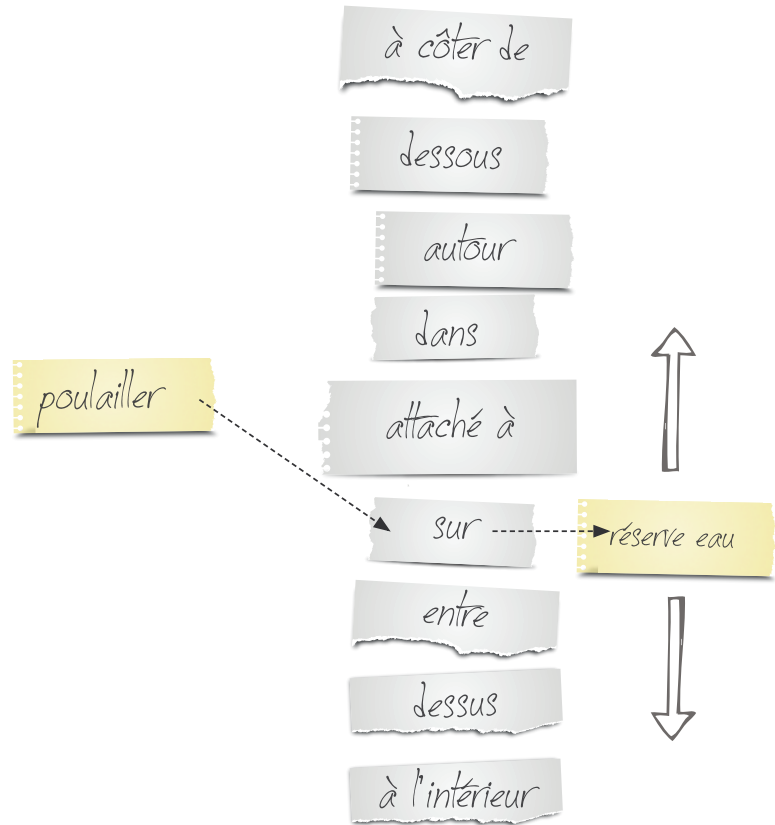 à côter de
dessous
autour
dans
poulailler
attaché à
sur
réserve eau
entre
dessus
à l'intérieur